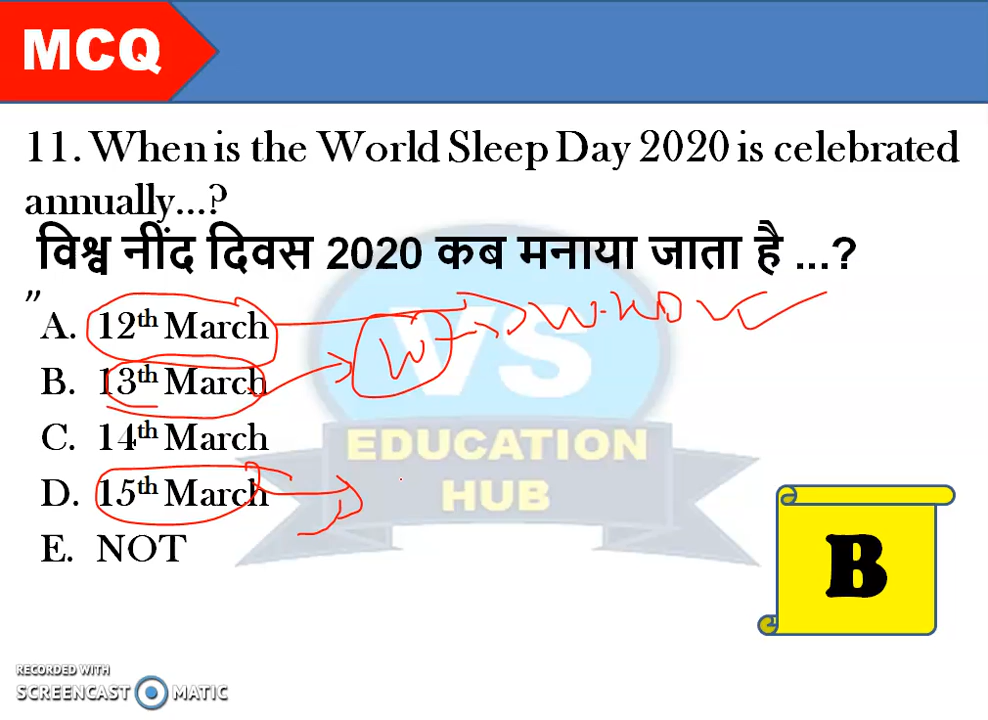 MCQ
11. When is the World Sleep Day 2020 is celebrated
annually...?
विश्व नींद दिवस 2020 कब मनाया जाता है ...?
”
A. 12th March
B. 13th March
C. 14th March
D. 15th March
E. NOT
W
VS
EDUCATION
HUB
B
RECORDED WITH
SCREENCAST MATIC